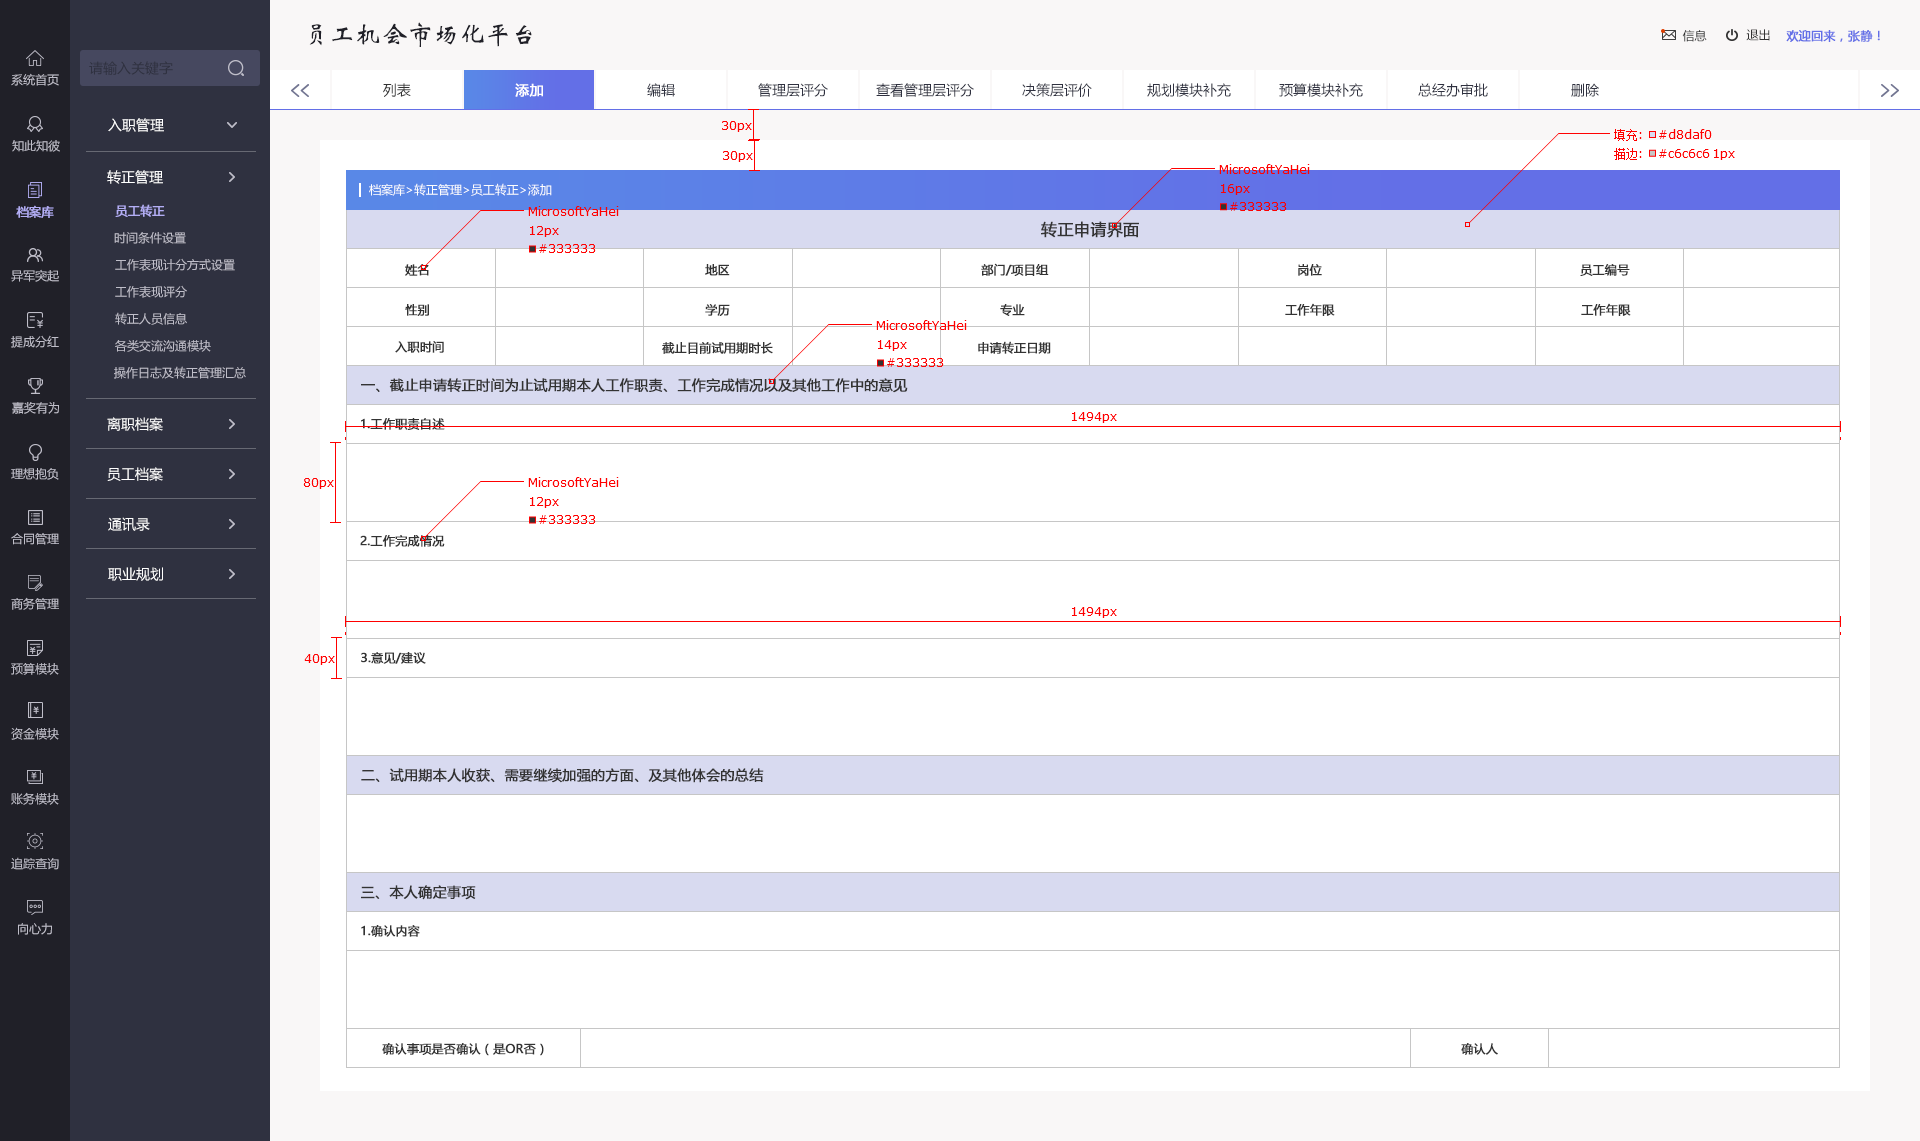 员工机会市场化平台
信息
退出
欢迎回来，张静！
列表
添加
编辑
管理层评分
查看管理层评分
决策层评价
规划模块补充
预算模块补充
总经办审批
删除
系统首页
知此知彼
档案库
异军突起
提成分红
嘉奖有为
理想抱负
合同管理
商务管理
预算模块
资金模块
账务模块
追踪查询
向心力
请输入关键字
入职管理
转正管理
员工转正
时间条件设置
工作表现计分方式设置
工作表现评分
转正人员信息
各类交流沟通模块
操作日志及转正管理汇总
离职档案
员工档案
通讯录
职业规划
30px
30px
填充: #d8daf0
描边: #c6c6c6 1px
档案库>转正管理>员工转正>添加
MicrosoftYaHei
16px
#333333
MicrosoftYaHei
12px
#333333
转正申请界面
姓名 地区 部门/项目组 岗位 员工编号
性别 学历 专业 工作年限 工作年限
入职时间 截止目前试用期时长 申请转正日期
MicrosoftYaHei
14px
#333333
一、截止申请转正时间为止试用期本人工作职责、工作完成情况以及其他工作中的意见
1.工作职责自述
1494px
80px
MicrosoftYaHei
12px
#333333
2.工作完成情况
1494px
40px
3.意见/建议
二、试用期本人收获、需要继续加强的方面、及其他体会的总结
三、本人确定事项
1.确认内容
确认事项是否确认（是OR否）
确认人